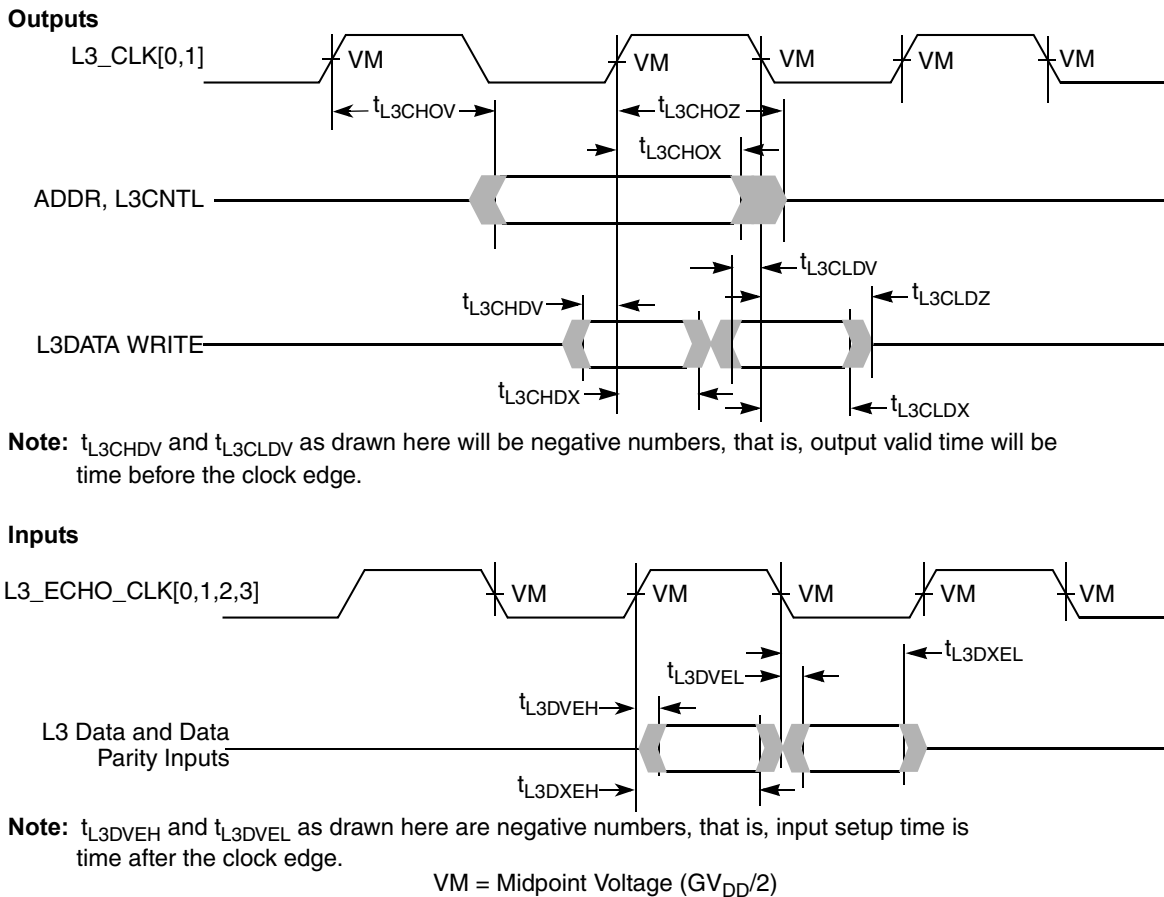 Outputs
L3_CLK[0,1]
VM
VM
VM
VM
VM
tL3CHOV
tL3CHOZ
tL3CHOX
ADDR, L3CNTL
tL3CLDV
tL3CHDV
tL3CLDZ
L3DATA WRITE
tL3CHDX
tL3CLDX
Note: tL3CHDV and tL3CLDV as drawn here will be negative numbers, that is, output valid time will be
time before the clock edge.
Inputs
L3_ECHO_CLK[0,1,2,3]
VM
VM
VM
VM
VM
tL3DXEL
tL3DVEL
tL3DVEH
L3 Data and Data
Parity Inputs
tL3DXEH
Note: tL3DVEH and tL3DVEL as drawn here are negative numbers, that is, input setup time is
time after the clock edge.
VM = Midpoint Voltage (GVDD/2)